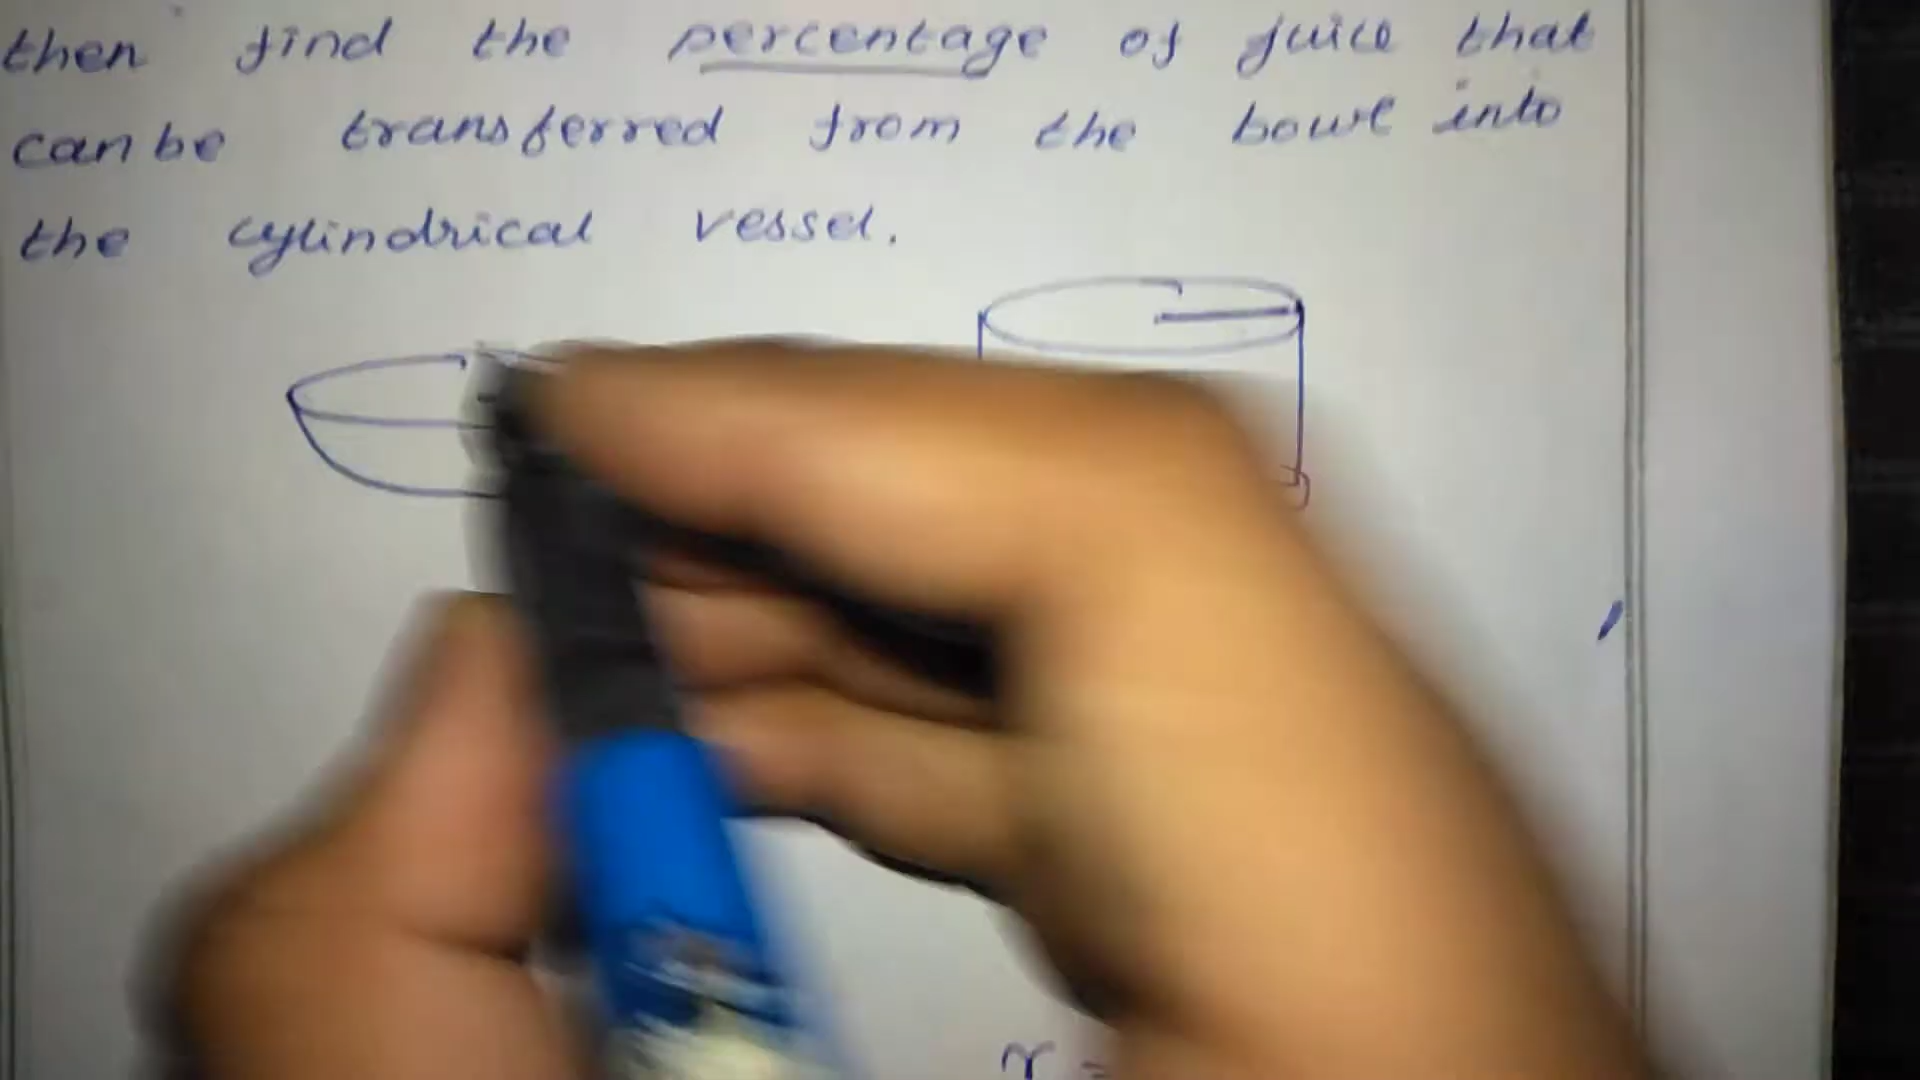 then find the percentage of juice that
can be transferred from the bowl into
the cylindrical vessel.
r =